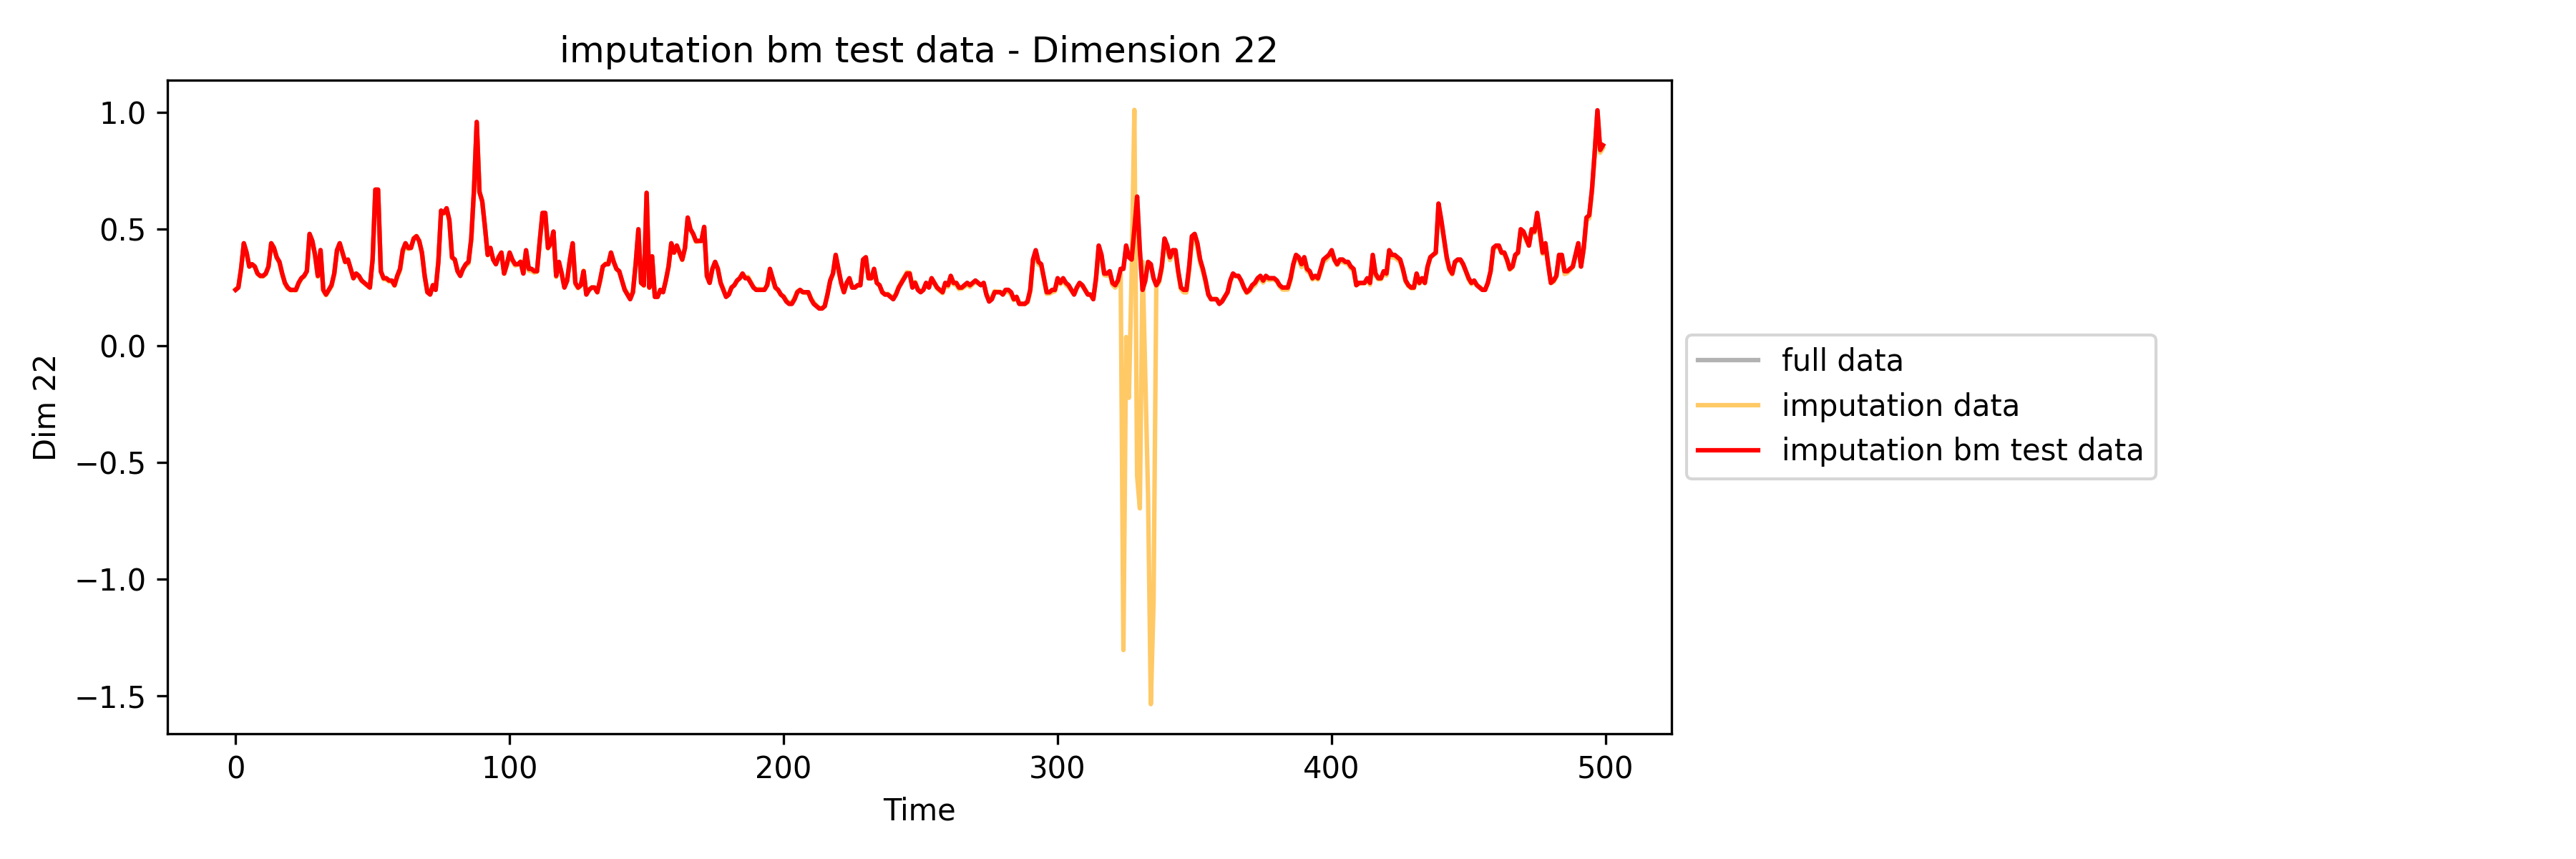 imputation bm test data - Dimension 22
1.0
0.5
0.0
−0.5
−1.0
−1.5
Dim 22
0 100 200 300 400 500
Time
full data
imputation data
imputation bm test data